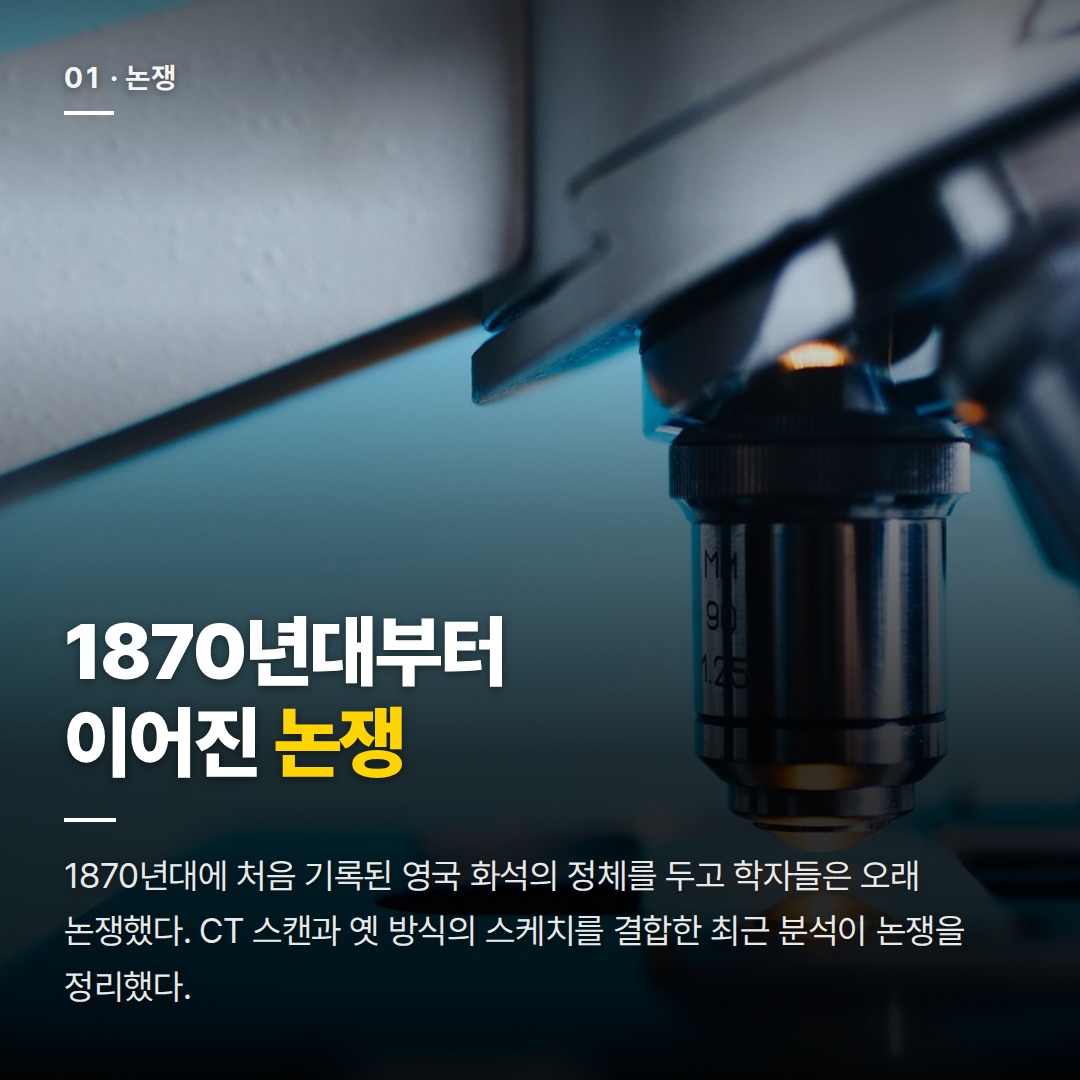 01 · 논쟁
1870년대부터
이어진 논쟁
1870년대에 처음 기록된 영국 화석의 정체를 두고 학자들은 오래
논쟁했다. CT 스캔과 옛 방식의 스케치를 결합한 최근 분석이 논쟁을
정리했다.
90
1.25